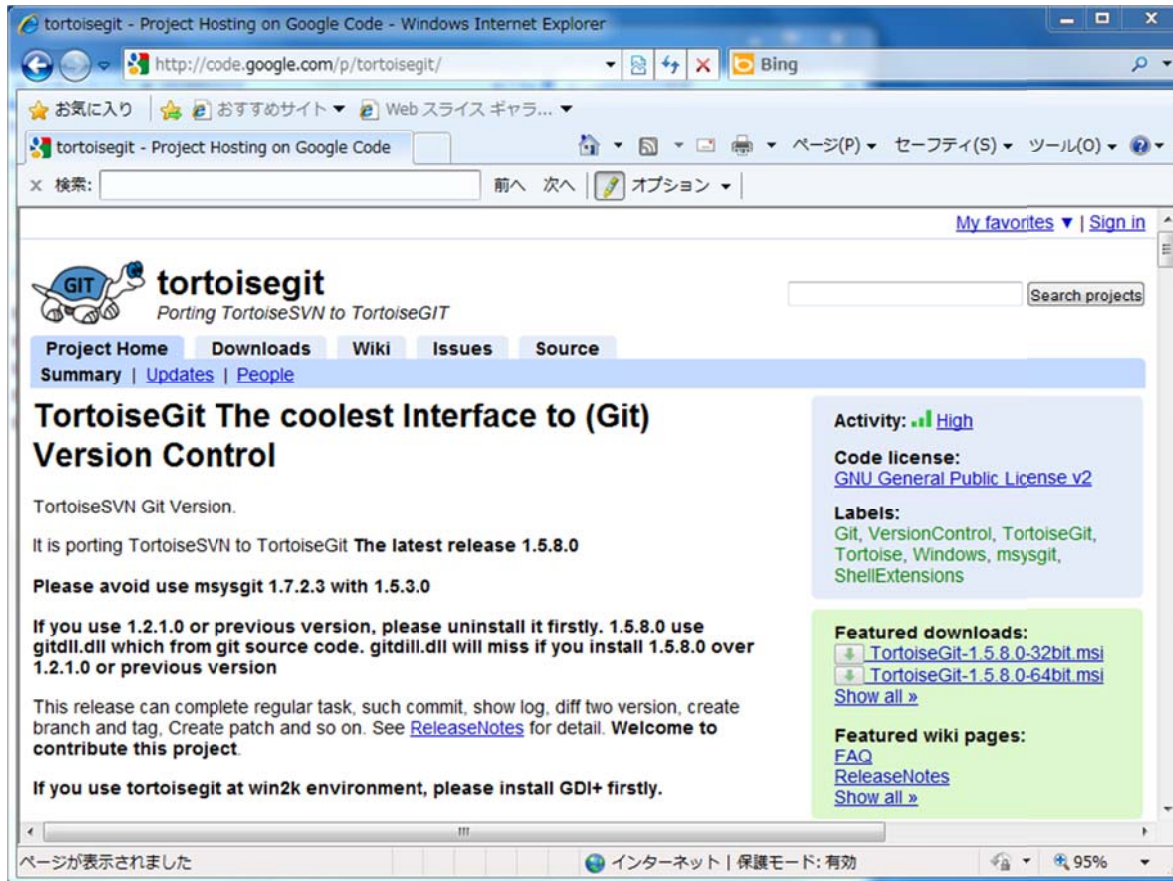 tortoisegit - Project Hosting on Google Code - Windows Internet Explorer
http://code.google.com/p/tortoisegit/
Bing
お気に入り
おすすめサイト ▼
Web スライス ギャラ... ▼
tortoisegit - Project Hosting on Google Code
ページ(P) ▼ セーフティ(S) ▼ ツール(O) ▼
x 検索:
前へ 次へ
オプション ▼
My favorites ▼ | Sign in
GIT
tortoisegit
Porting TortoiseSVN to TortoiseGIT
Search projects
Project Home Downloads Wiki Issues Source
Summary | Updates | People
TortoiseGit The coolest Interface to (Git)
Version Control
TortoiseSVN Git Version.
It is porting TortoiseSVN to TortoiseGit The latest release 1.5.8.0
Please avoid use msysgit 1.7.2.3 with 1.5.3.0
If you use 1.2.1.0 or previous version, please uninstall it firstly. 1.5.8.0 use
gitdll.dll which from git source code. gitdill.dll will miss if you install 1.5.8.0 over
1.2.1.0 or previous version
This release can complete regular task, such commit, show log, diff two version, create
branch and tag, Create patch and so on. See ReleaseNotes for detail. Welcome to
contribute this project.
If you use tortoisegit at win2k environment, please install GDI+ firstly.
Activity: High
Code license:
GNU General Public License v2
Labels:
Git, VersionControl, TortoiseGit,
Tortoise, Windows, msysgit,
ShellExtensions
Featured downloads:
TortoiseGit-1.5.8.0-32bit.msi
TortoiseGit-1.5.8.0-64bit.msi
Show all »
Featured wiki pages:
FAQ
ReleaseNotes
Show all »
ページが表示されました
インターネット | 保護モード: 有効
95%